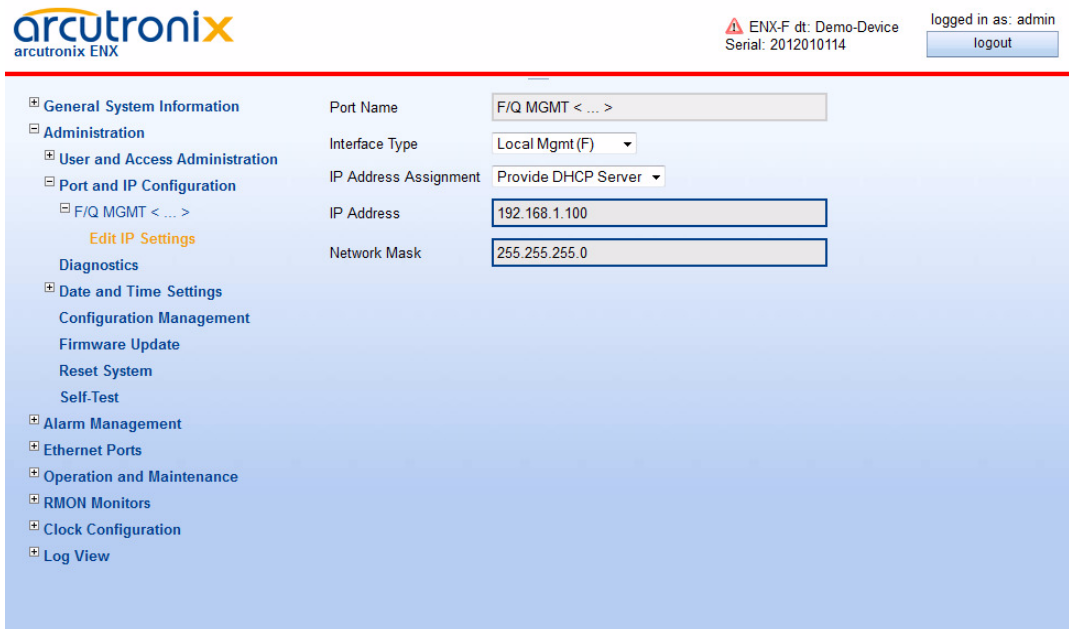 arcutronix
arcutronix ENX
ENX-F dt: Demo-Device
Serial: 2012010114
logged in as: admin
logout
General System Information
Administration
User and Access Administration
Port and IP Configuration
F/Q MGMT < ... >
Edit IP Settings
Diagnostics
Date and Time Settings
Configuration Management
Firmware Update
Reset System
Self-Test
Alarm Management
Ethernet Ports
Operation and Maintenance
RMON Monitors
Clock Configuration
Log View
Port Name F/Q MGMT < ... >
Interface Type Local Mgmt (F)
IP Address Assignment Provide DHCP Server
IP Address 192.168.1.100
Network Mask 255.255.255.0